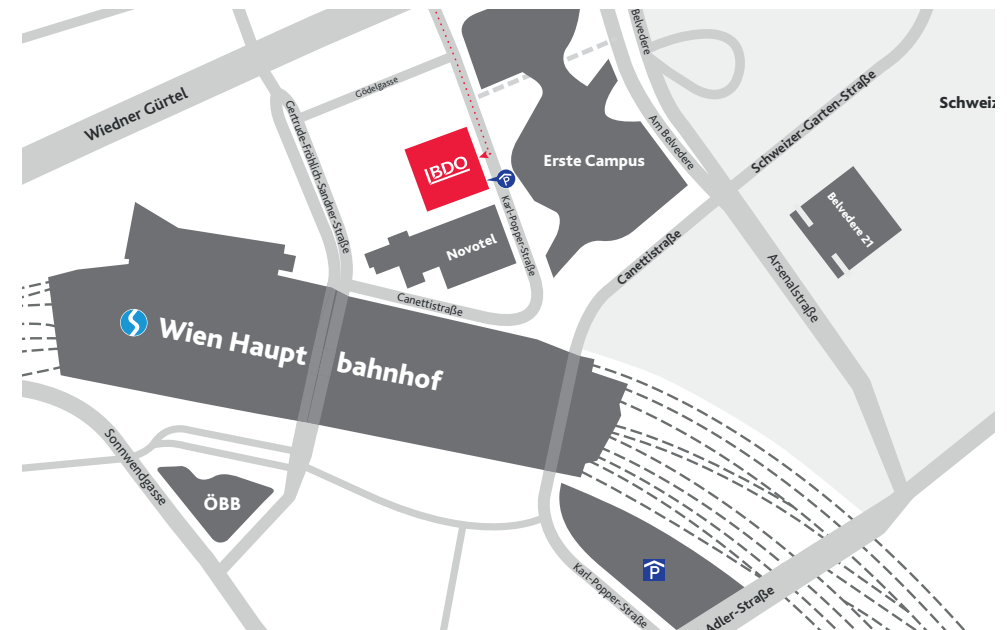 Belvedere
Gödelgasse
Wiedner Gürtel
Schweiz
Schweizer-Garten-Straße
Am Belvedere
Gertrude-Fröhlich-Sandner-Straße
BDO
Erste Campus
P
Karl-Popper-Straße
Belvedere 21
Novotel
Canettistraße
Arsenalstraße
Canettistraße
Wien Haupt bahnhof
Sonnwendgasse
ÖBB
P
Karl-Popper-Straße
Adler-Straße